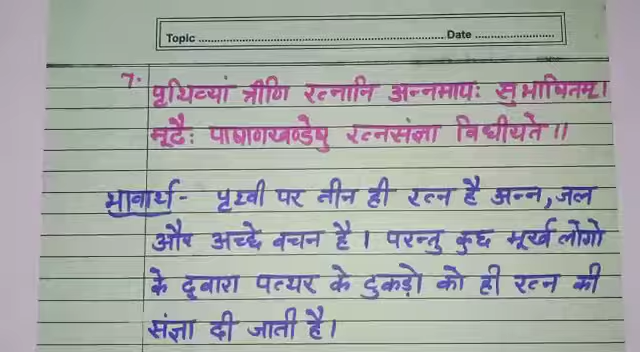 Topic ........................................ Date ........................
7. पृथिव्यां त्रीणि रत्नानि अन्नमापः सुभाषितम्।
मूढैः पाषाणखण्डेषु रत्नसंज्ञा विधीयते॥
भावार्थ - पृथ्वी पर तीन ही रत्न है अन्न, जल
और अच्छे वचन है। परन्तु कुछ मूर्ख लोगो
के द्वारा पत्थर के टुकड़ो को ही रत्न की
संज्ञा दी जाती है।